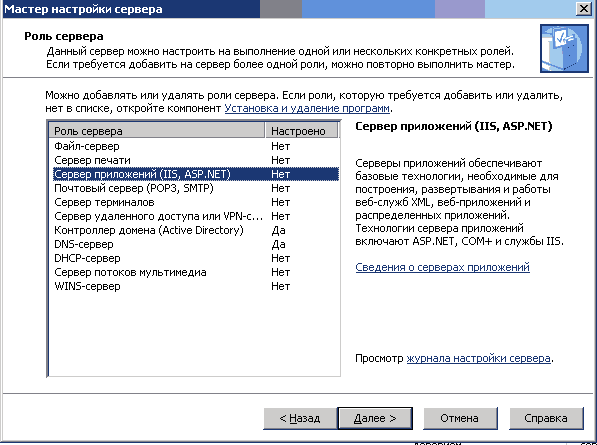 Мастер настройки сервера
Роль сервера
Данный сервер можно настроить на выполнение одной или нескольких конкретных ролей.
Если требуется добавить на сервер более одной роли, можно повторно выполнить мастер.
Можно добавлять или удалять роли сервера. Если роли, которую требуется добавить или удалить,
нет в списке, откройте компонент Установка и удаление программ.
Роль сервера Настроено
Файл-сервер Нет
Сервер печати Нет
Сервер приложений (IIS, ASP.NET) Нет
Почтовый сервер (POP3, SMTP) Нет
Сервер терминалов Нет
Сервер удаленного доступа или VPN-с... Нет
Контроллер домена (Active Directory) Да
DNS-сервер Да
DHCP-сервер Нет
Сервер потоков мультимедиа Нет
WINS-сервер Нет
Сервер приложений (IIS, ASP.NET)
Серверы приложений обеспечивают
базовые технологии, необходимые для
построения, развертывания и работы
веб-служб XML, веб-приложений и
распределенных приложений.
Технологии сервера приложений
включают ASP.NET, COM+ и службы IIS.
Сведения о серверах приложений
Просмотр журнала настройки сервера.
< Назад Далее > Отмена Справка